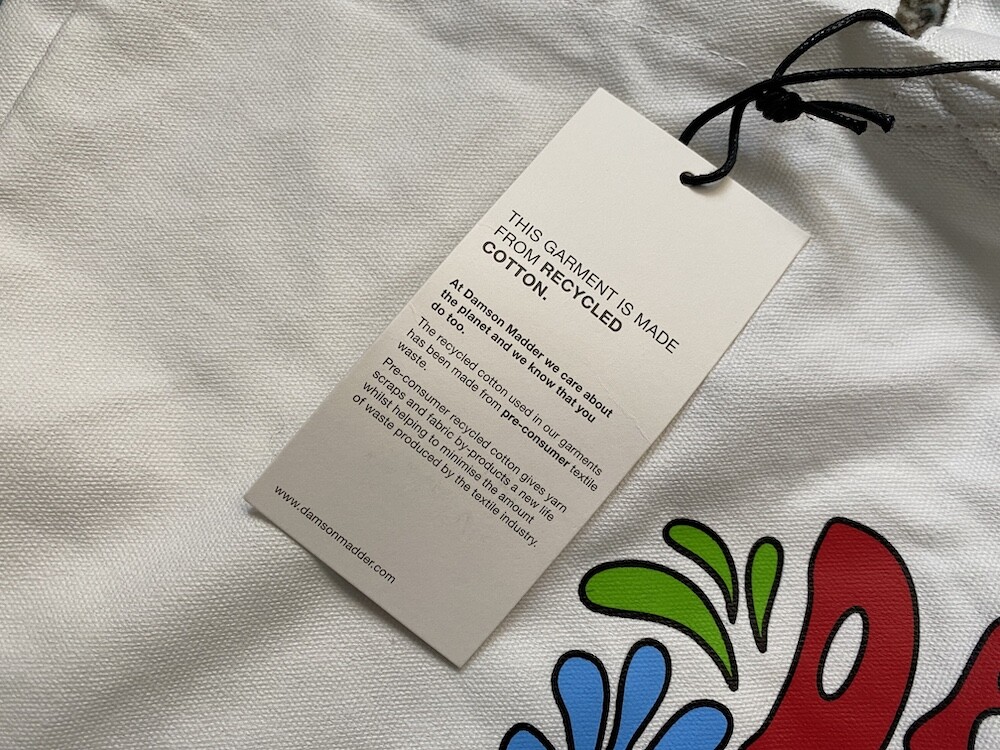 THIS GARMENT IS MADE
FROM RECYCLED
COTTON.
At Damson Madder we care about
the planet and we know that you
do too.
The recycled cotton used in our garments
has been made from pre-consumer textile
waste.
Pre-consumer recycled cotton gives yarn
scraps and fabric by-products a new life
whilst helping to minimise the amount
of waste produced by the textile industry.
www.damsonmadder.com